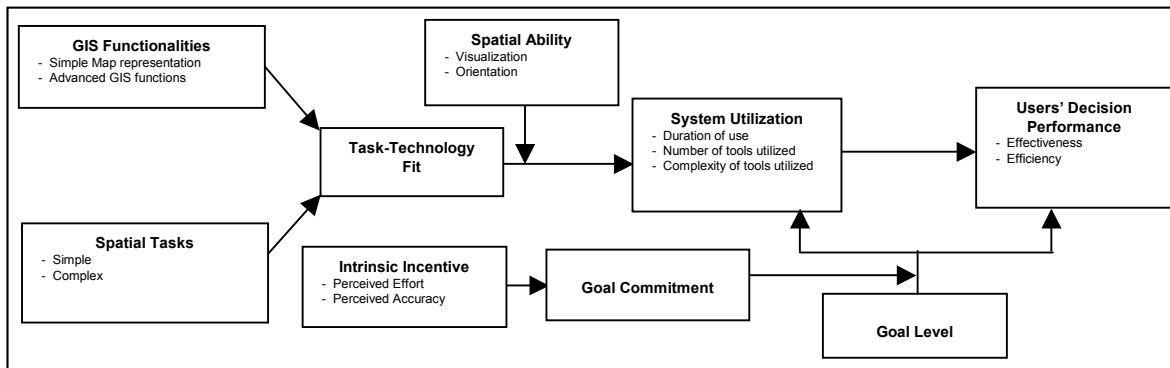 GIS Functionalities
- Simple Map representation
- Advanced GIS functions
Spatial Ability
- Visualization
- Orientation
System Utilization
- Duration of use
- Number of tools utilized
- Complexity of tools utilized
Users' Decision
Performance
- Effectiveness
- Efficiency
Task-Technology
Fit
Spatial Tasks
- Simple
- Complex
Intrinsic Incentive
- Perceived Effort
- Perceived Accuracy
Goal Commitment
Goal Level